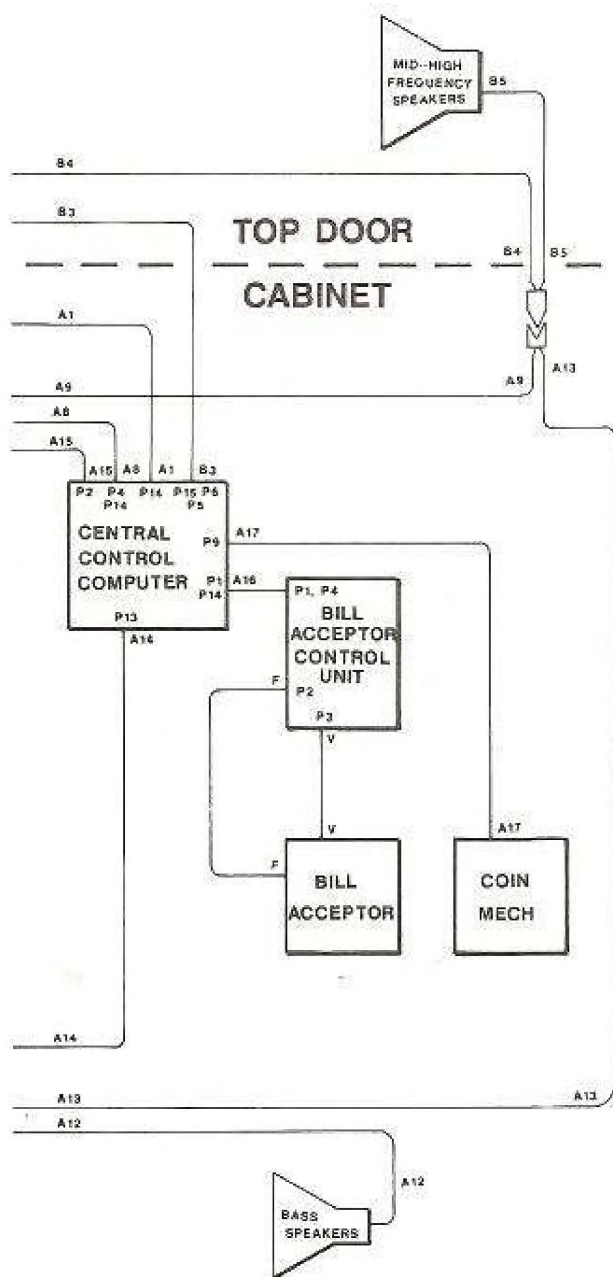 MID--HIGH
FREQUENCY
SPEAKERS
B5
B4
B3
TOP DOOR
B4 B5
CABINET
A1
A9
A9 A13
A8
A15
A15 A8 A1 B3
P2 P4 P14 P15 P6
P14 P5
CENTRAL
CONTROL
COMPUTER
P9 A17
P1 A16
P14
P13
A14
P1, P4
BILL
ACCEPTOR
CONTROL
UNIT
F
P2
P3
V
V
F
BILL
ACCEPTOR
A17
COIN
MECH
A14
A13 A13
A12
A12
BASS
SPEAKERS